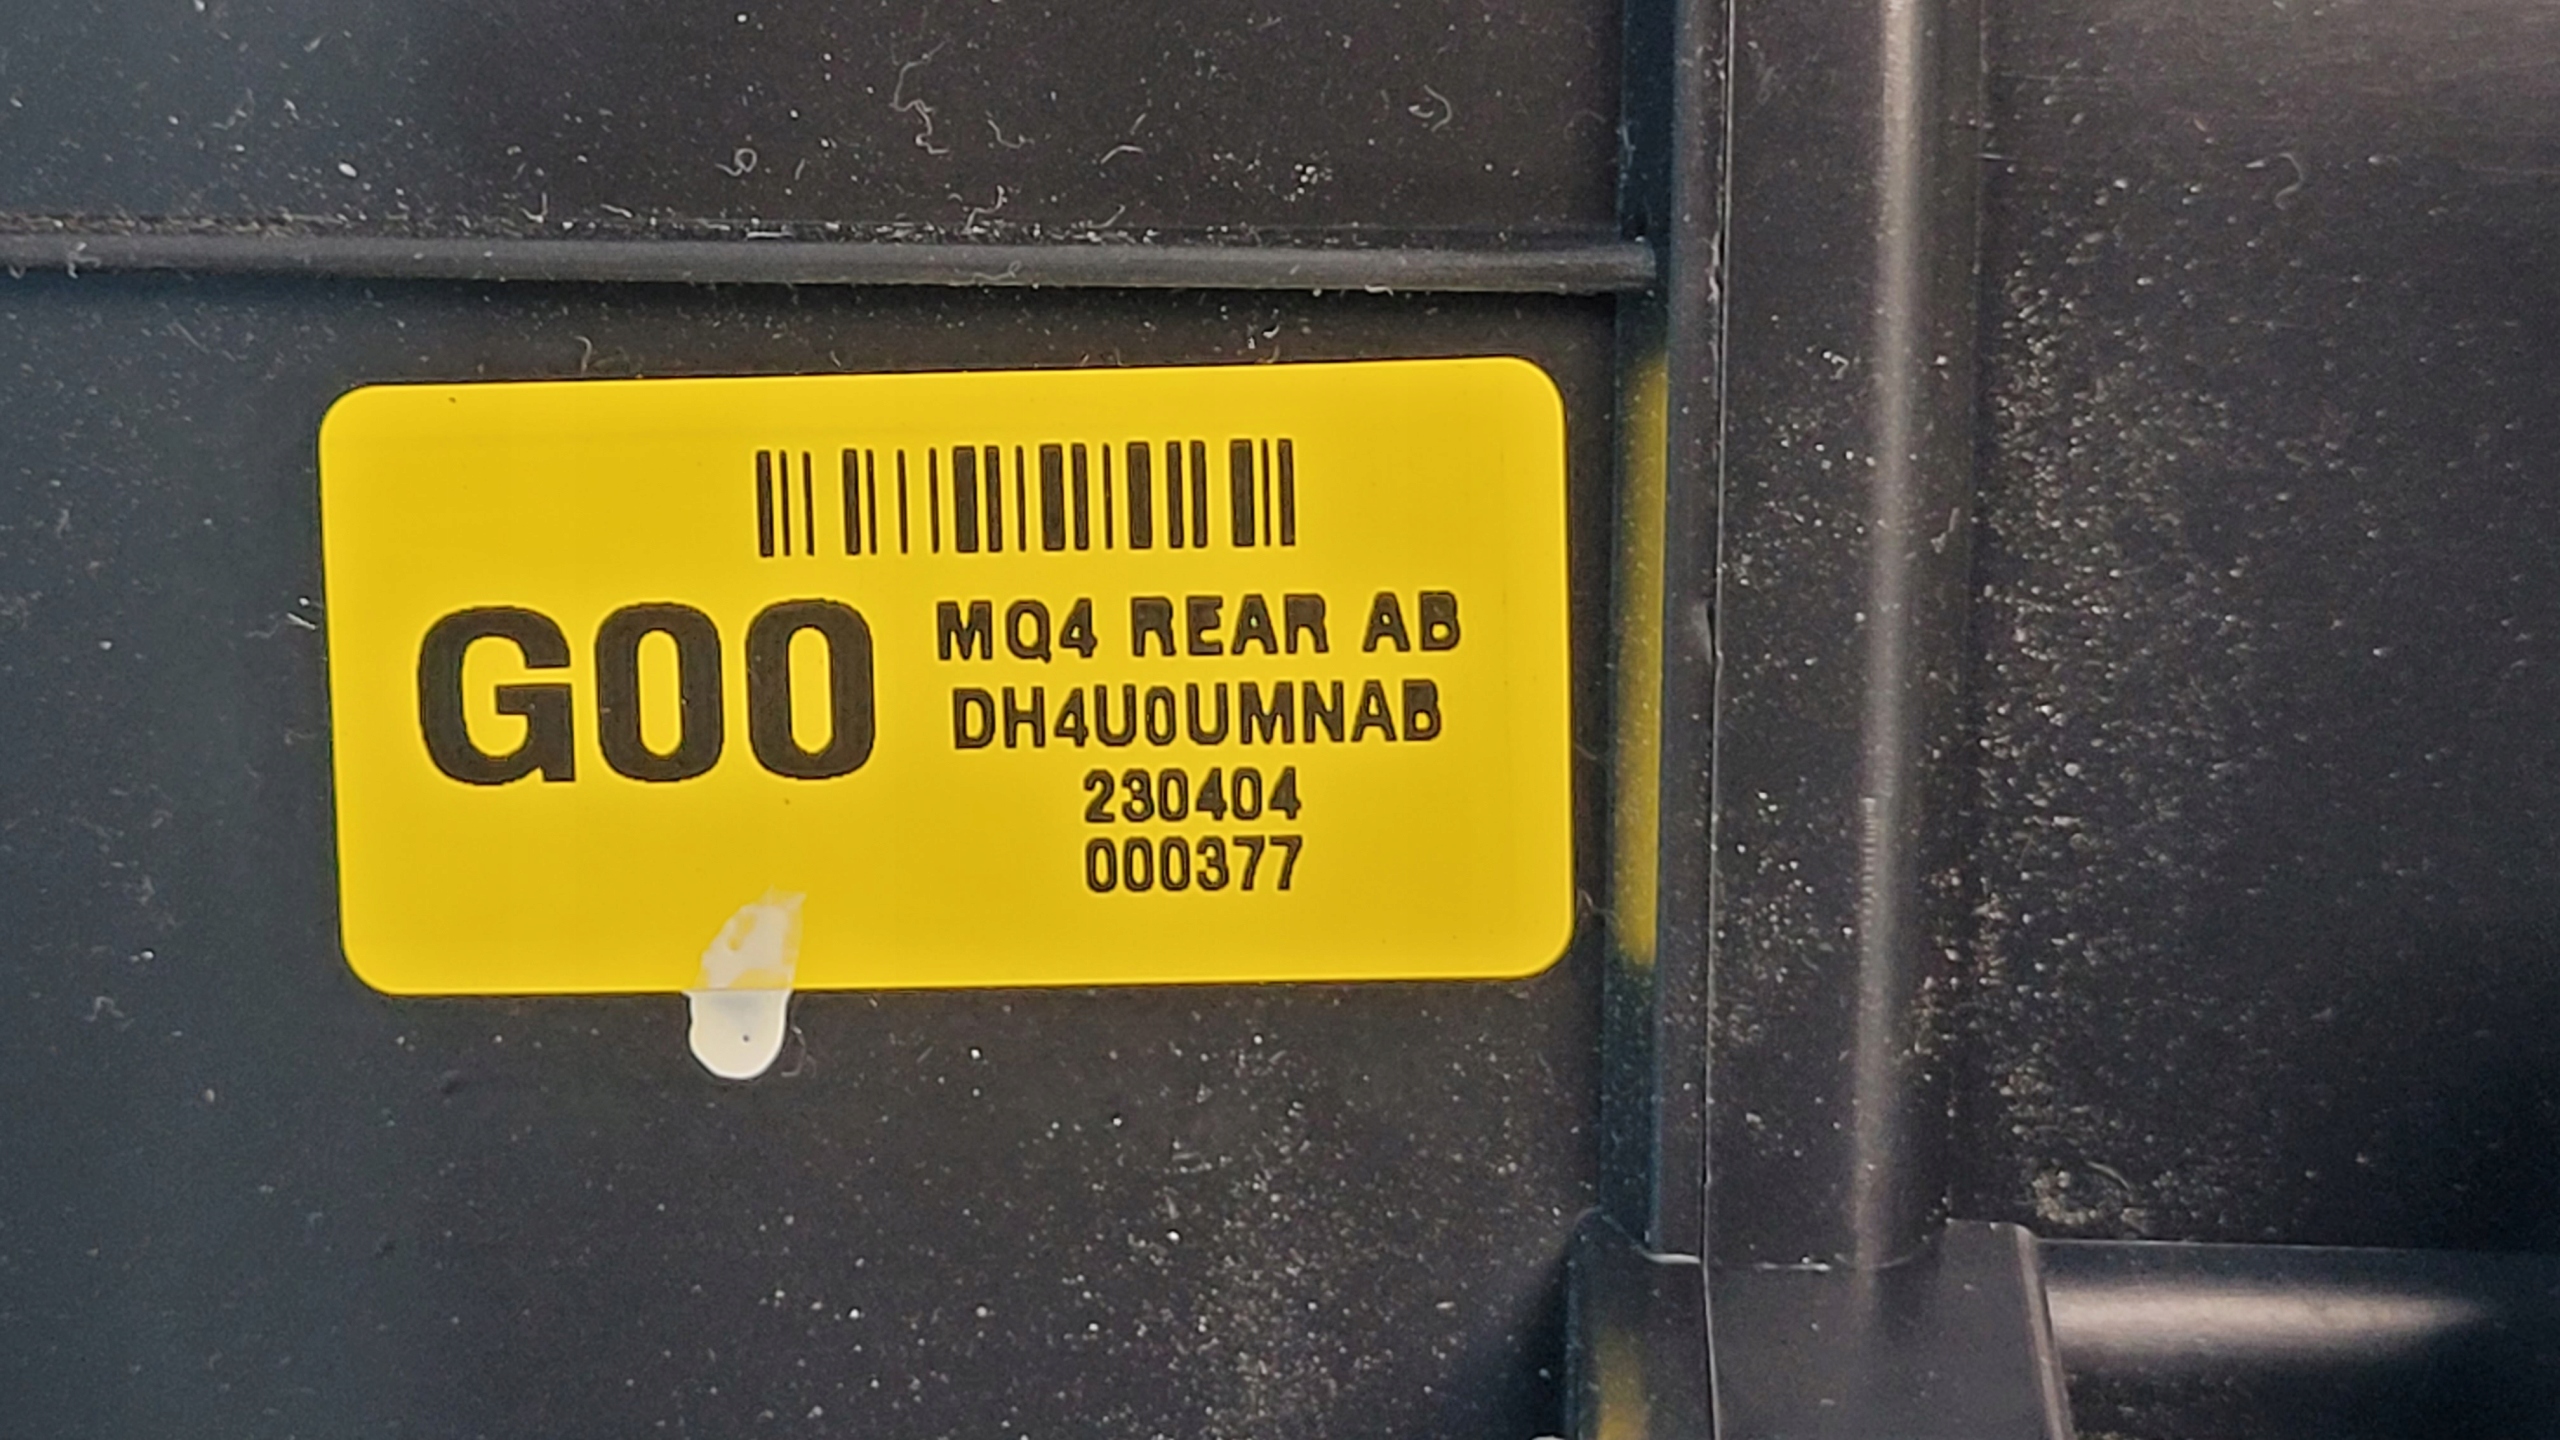 G00
MQ4 REAR AB
DH4U0UMNAB
230404
000377